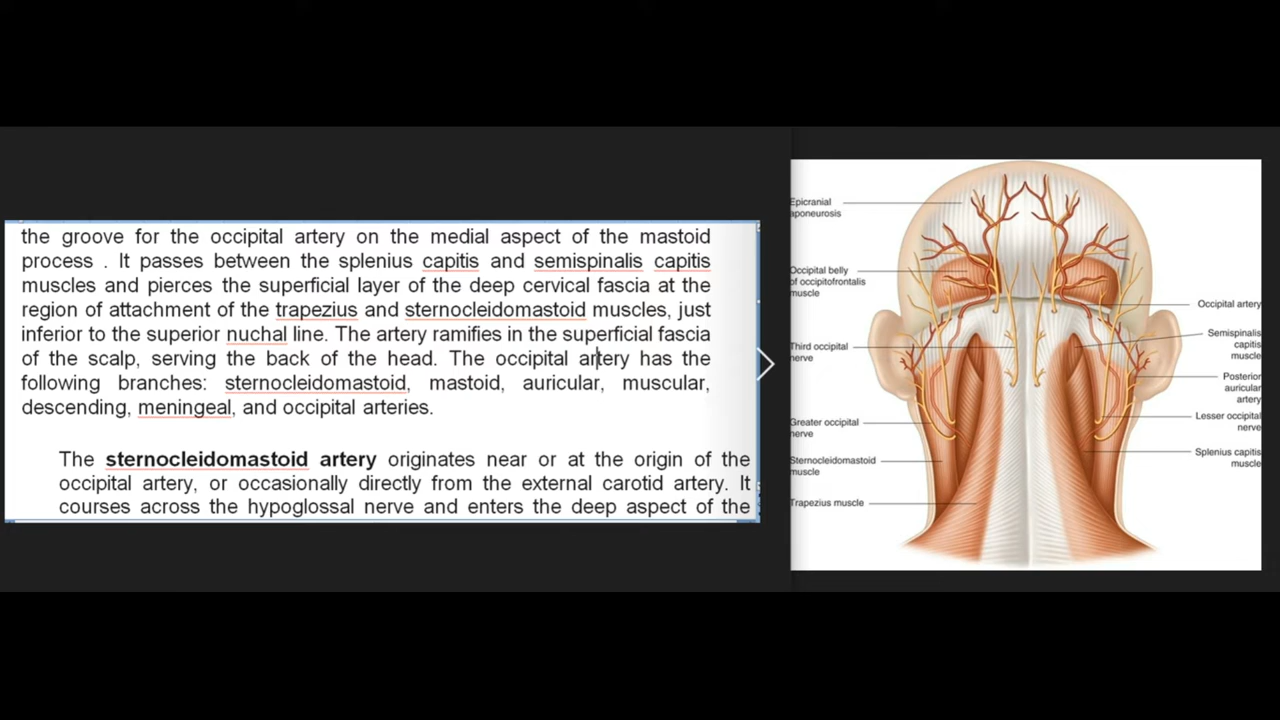 the groove for the occipital artery on the medial aspect of the mastoid
process . It passes between the splenius capitis and semispinalis capitis
muscles and pierces the superficial layer of the deep cervical fascia at the
region of attachment of the trapezius and sternocleidomastoid muscles, just
inferior to the superior nuchal line. The artery ramifies in the superficial fascia
of the scalp, serving the back of the head. The occipital artery has the
following branches: sternocleidomastoid, mastoid, auricular, muscular,
descending, meningeal, and occipital arteries.
The sternocleidomastoid artery originates near or at the origin of the
occipital artery, or occasionally directly from the external carotid artery. It
courses across the hypoglossal nerve and enters the deep aspect of the
Epicranial
aponeurosis
Occipital belly
of occipitofrontalis
muscle
Third occipital
nerve
Greater occipital
nerve
Sternocleidomastoid
muscle
Trapezius muscle
Occipital artery
Semispinalis
capitis
muscle
Posterior
auricular
artery
Lesser occipital
nerve
Splenius capitis
muscle